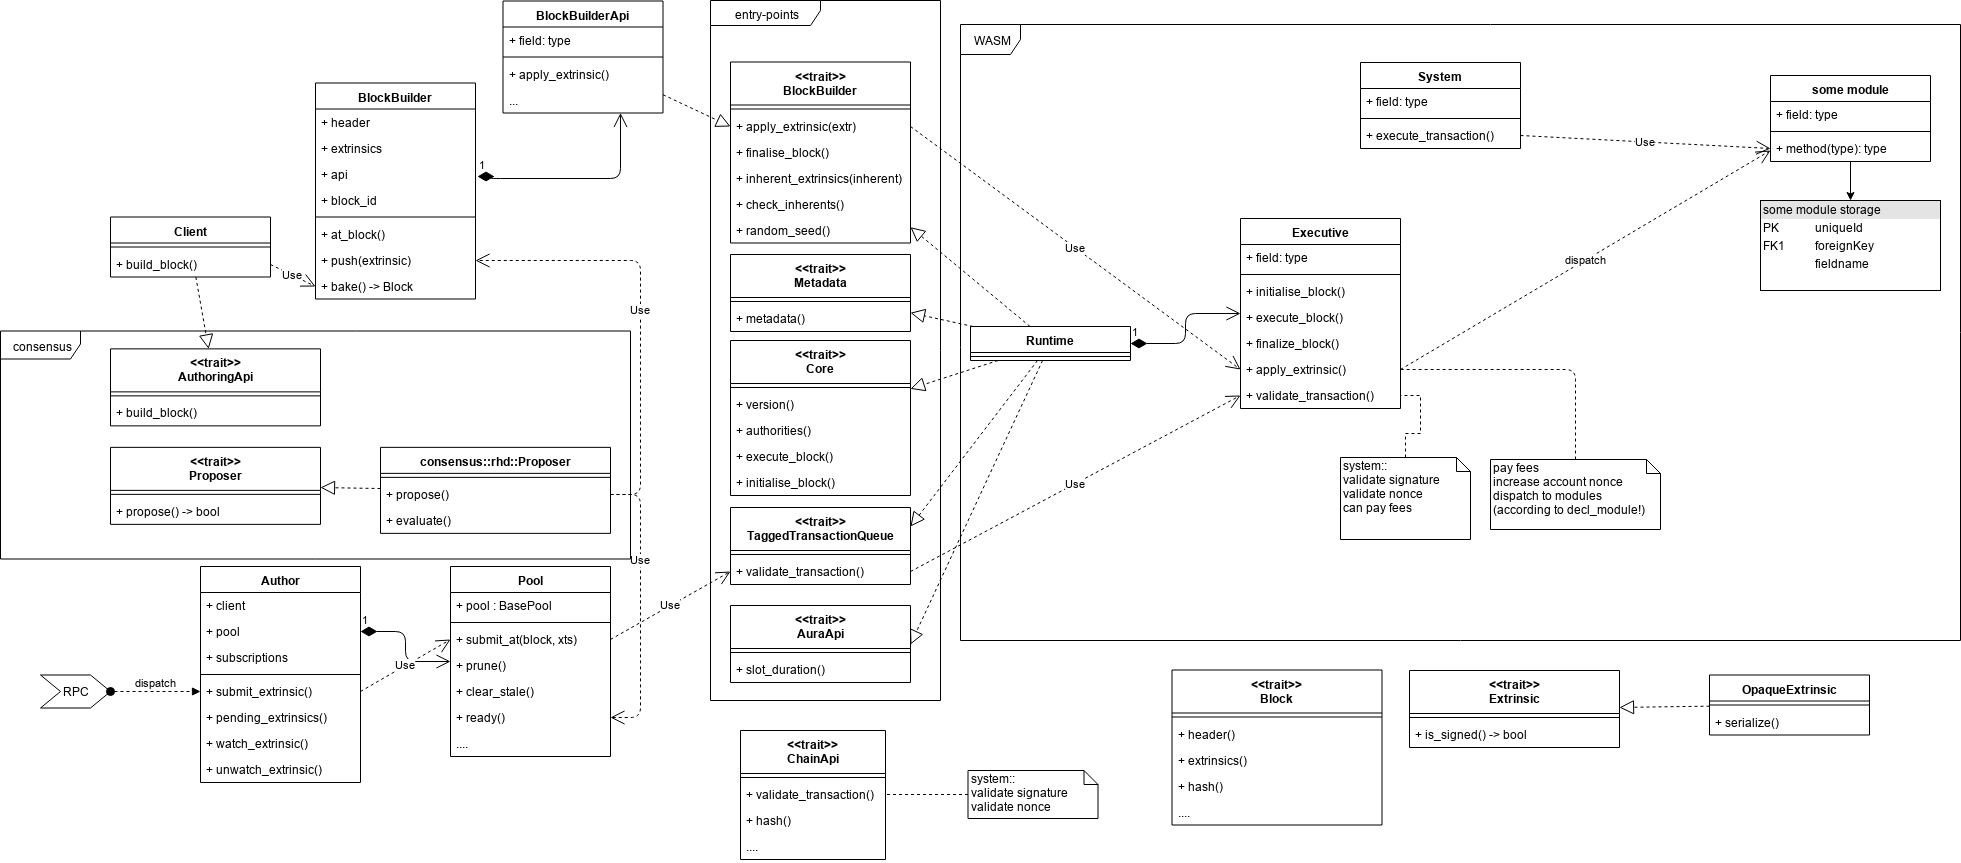 BlockBuilderApi
+ field: type
+ apply_extrinsic()
...
BlockBuilder
+ header
+ extrinsics
+ api
+ block_id
+ at_block()
+ push(extrinsic)
+ bake() -> Block
1
Client
+ build_block()
Use
Use
consensus
<<trait>>
AuthoringApi
+ build_block()
<<trait>>
Proposer
+ propose() -> bool
consensus::rhd::Proposer
+ propose()
+ evaluate()
Use
Author
+ client
+ pool
+ subscriptions
+ submit_extrinsic()
+ pending_extrinsics()
+ watch_extrinsic()
+ unwatch_extrinsic()
RPC
dispatch
1
Use
Pool
+ pool : BasePool
+ submit_at(block, xts)
+ prune()
+ clear_stale()
+ ready()
....
Use
entry-points
<<trait>>
BlockBuilder
+ apply_extrinsic(extr)
+ finalise_block()
+ inherent_extrinsics(inherent)
+ check_inherents()
+ random_seed()
<<trait>>
Metadata
+ metadata()
<<trait>>
Core
+ version()
+ authorities()
+ execute_block()
+ initialise_block()
<<trait>>
TaggedTransactionQueue
+ validate_transaction()
<<trait>>
AuraApi
+ slot_duration()
<<trait>>
ChainApi
+ validate_transaction()
+ hash()
....
system::
validate signature
validate nonce
WASM
Use
Runtime
1
Use
System
+ field: type
+ execute_transaction()
Use
some module
+ field: type
+ method(type): type
some module storage
PK uniqueId
FK1 foreignKey
fieldname
Executive
+ field: type
+ initialise_block()
+ execute_block()
+ finalize_block()
+ apply_extrinsic()
+ validate_transaction()
dispatch
system::
validate signature
validate nonce
can pay fees
pay fees
increase account nonce
dispatch to modules
(according to decl_module!)
<<trait>>
Block
+ header()
+ extrinsics()
+ hash()
....
<<trait>>
Extrinsic
+ is_signed() -> bool
OpaqueExtrinsic
+ serialize()